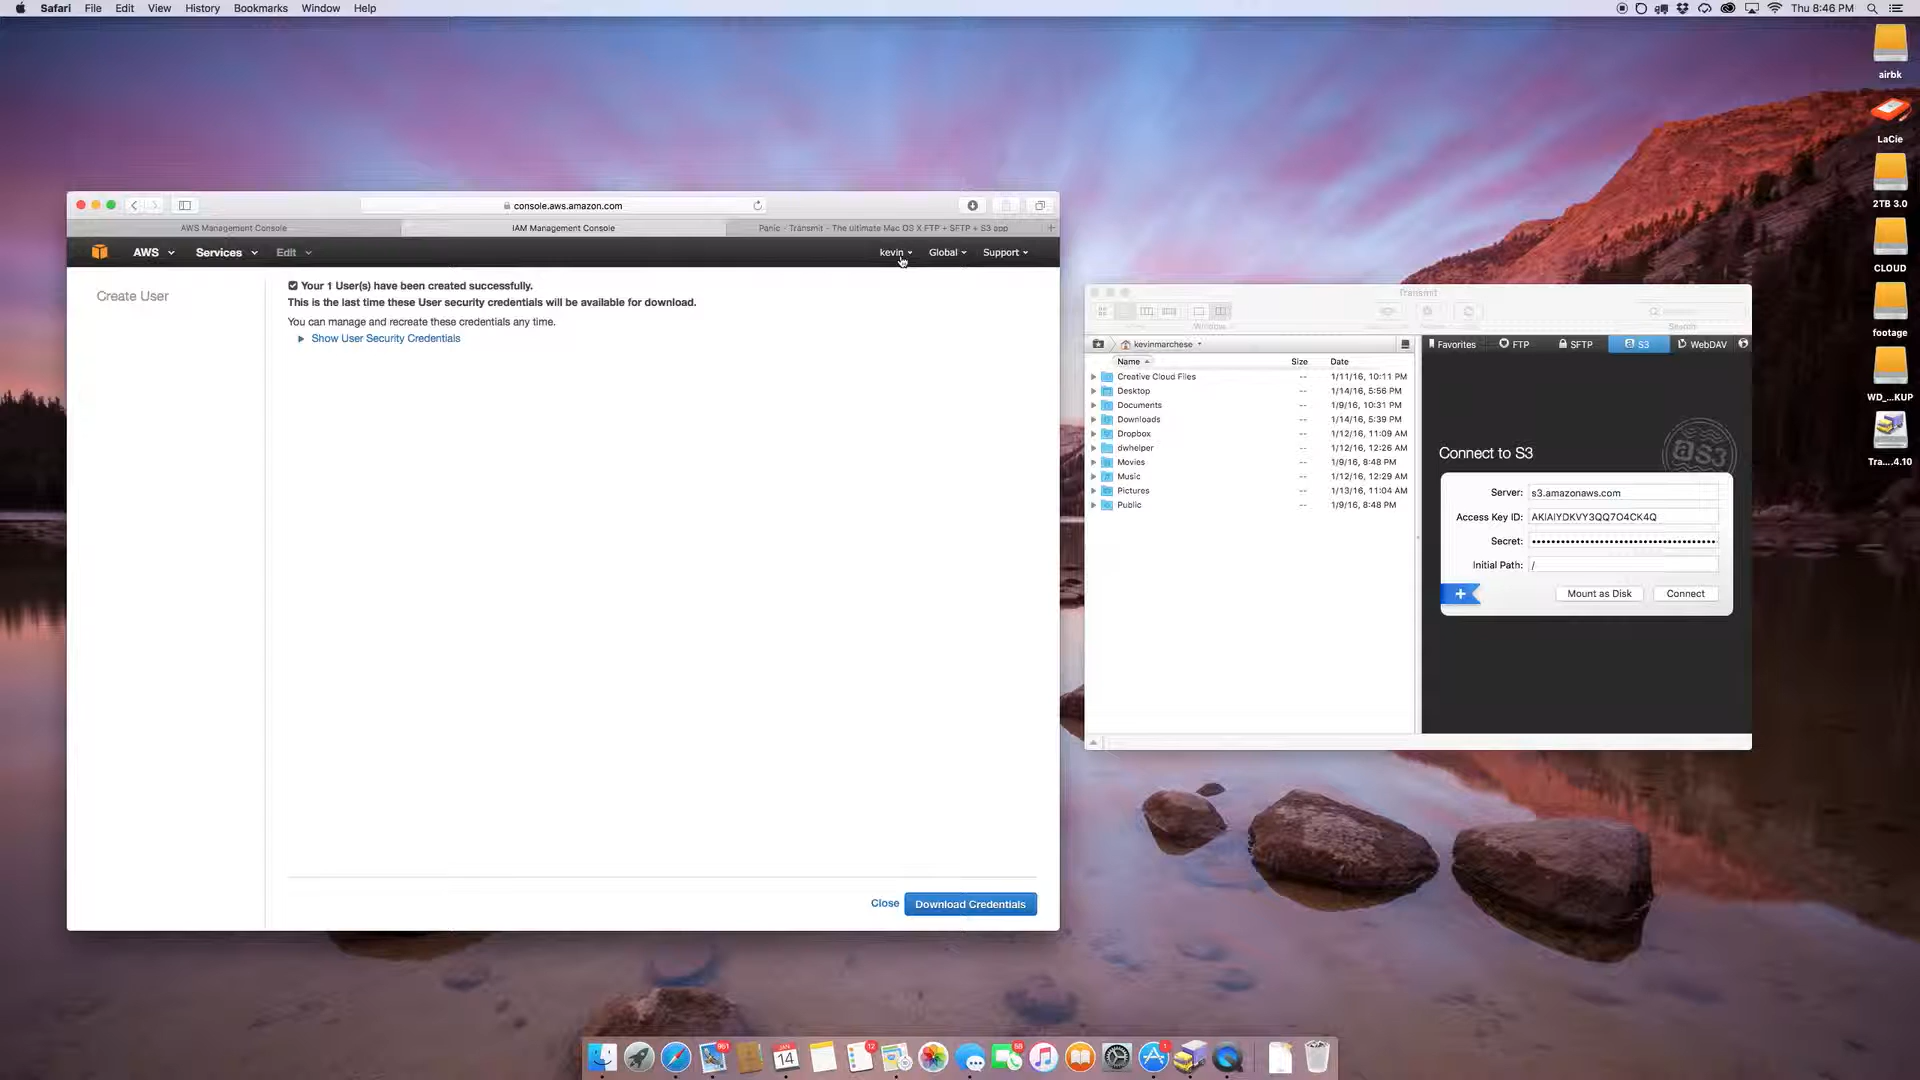 Safari File Edit View History Bookmarks Window Help
Thu 8:46 PM
airbk
LaCie
2TB 3.0
CLOUD
footage
WD_...KUP
Tra....4.10
console.aws.amazon.com
AWS Management Console
IAM Management Console
Panic - Transmit - The ultimate Mac OS X FTP + SFTP + S3 app
AWS Services Edit kevin Global Support
Create User
Your 1 User(s) have been created successfully.
This is the last time these User security credentials will be available for download.
You can manage and recreate these credentials any time.
Show User Security Credentials
Close
Download Credentials
Transmit
Window
Search
kevinmarchese
Favorites FTP SFTP S3 WebDAV
Name Size Date
Creative Cloud Files -- 1/11/16, 10:11 PM
Desktop -- 1/14/16, 5:56 PM
Documents -- 1/9/16, 10:31 PM
Downloads -- 1/14/16, 5:39 PM
Dropbox -- 1/12/16, 11:09 AM
dwhelper -- 1/12/16, 12:26 AM
Movies -- 1/9/16, 8:48 PM
Music -- 1/12/16, 12:29 AM
Pictures -- 1/13/16, 11:04 AM
Public -- 1/9/16, 8:48 PM
as3
Connect to S3
Server: s3.amazonaws.com
Access Key ID: AKIAIYDKVY3QQ7O4CK4Q
Secret: ••••••••••••••••••••••••••••••••
Initial Path: /
Mount as Disk
Connect
961
JAN
14
12
58
1